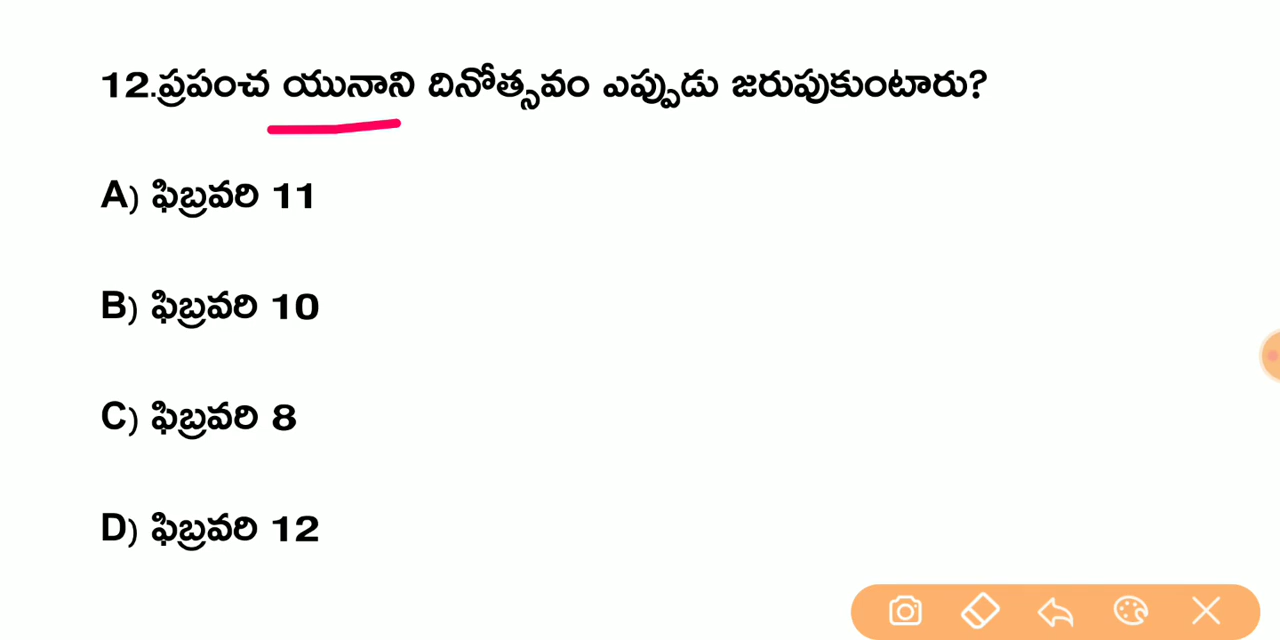 12.ప్రపంచ యునాని దినోత్సవం ఎప్పుడు జరుపుకుంటారు?
A) ఫిబ్రవరి 11
B) ఫిబ్రవరి 10
C) ఫిబ్రవరి 8
D) ఫిబ్రవరి 12